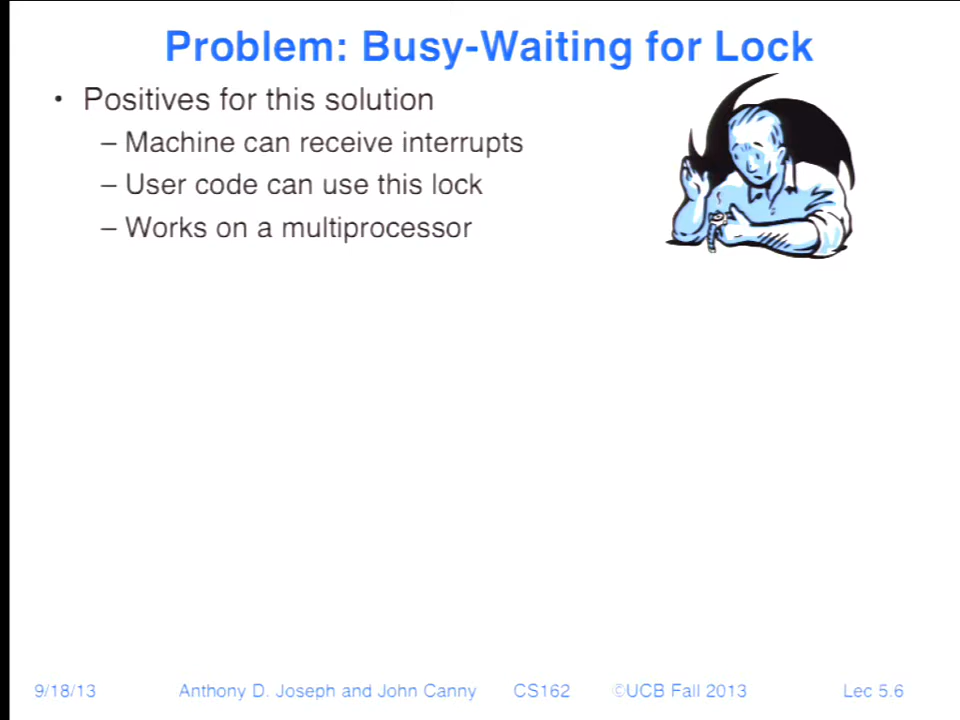 Problem: Busy-Waiting for Lock
• Positives for this solution
– Machine can receive interrupts
– User code can use this lock
– Works on a multiprocessor
9/18/13 Anthony D. Joseph and John Canny CS162 ©UCB Fall 2013 Lec 5.6